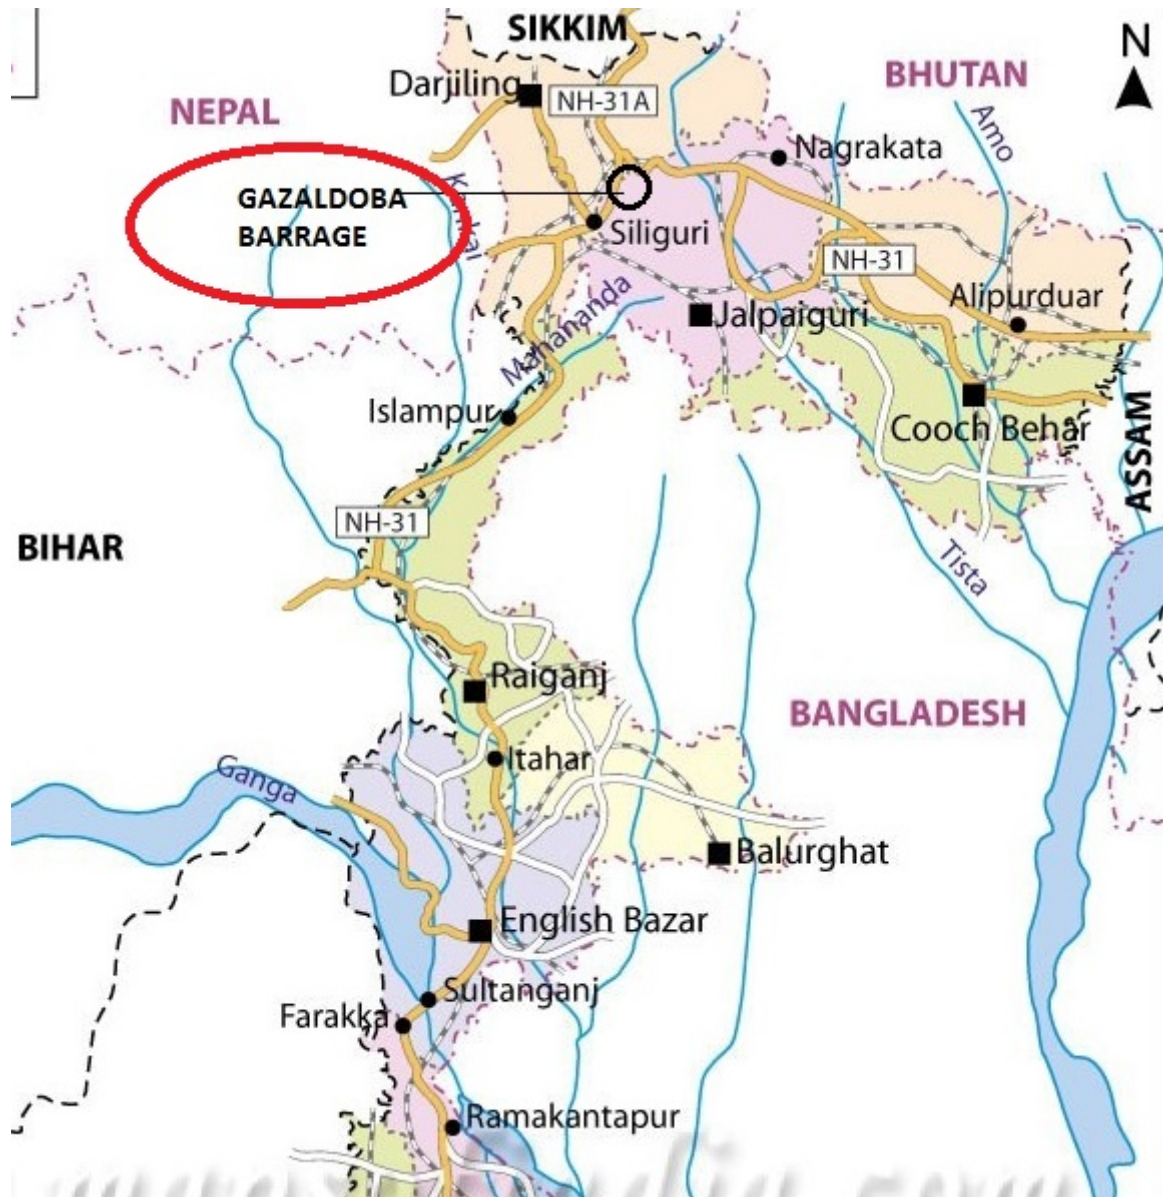 SIKKIM
N
Darjiling
NH-31A
BHUTAN
NEPAL
Amo
Nagrakata
GAZALDOBA
BARRAGE
Kankai
Siliguri
NH-31
Mahananda
Alipurduar
Jalpaiguri
Islampur
Cooch Behar
ASSAM
NH-31
BIHAR
Tista
Raiganj
BANGLADESH
Itahar
Ganga
Balurghat
English Bazar
Sultanganj
Farakka
Ramakantapur